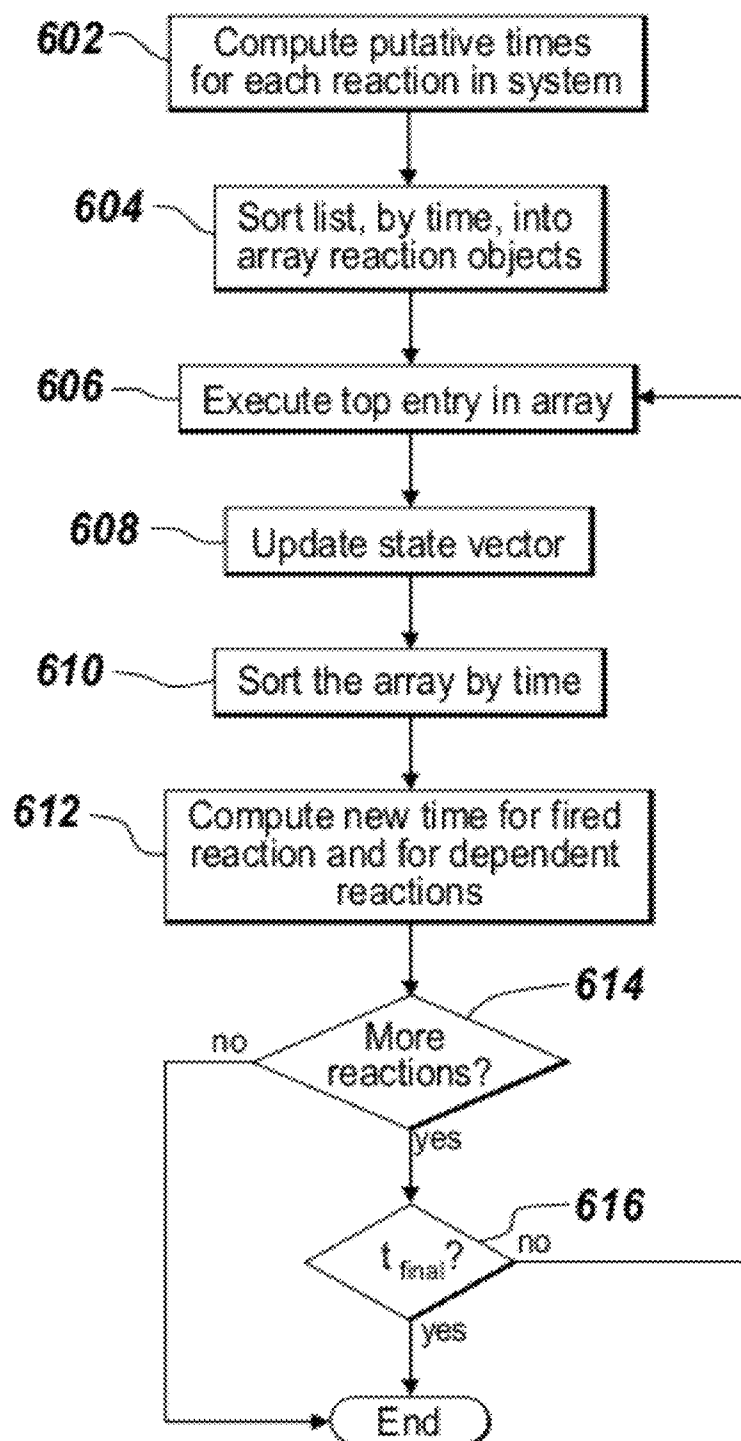 602
Compute putative times
for each reaction in system
604
Sort list, by time, into
array reaction objects
606
Execute top entry in array
608
Update state vector
610
Sort the array by time
612
Compute new time for fired
reaction and for dependent
reactions
614
no
More
reactions?
yes
616
t final?
no
yes
End